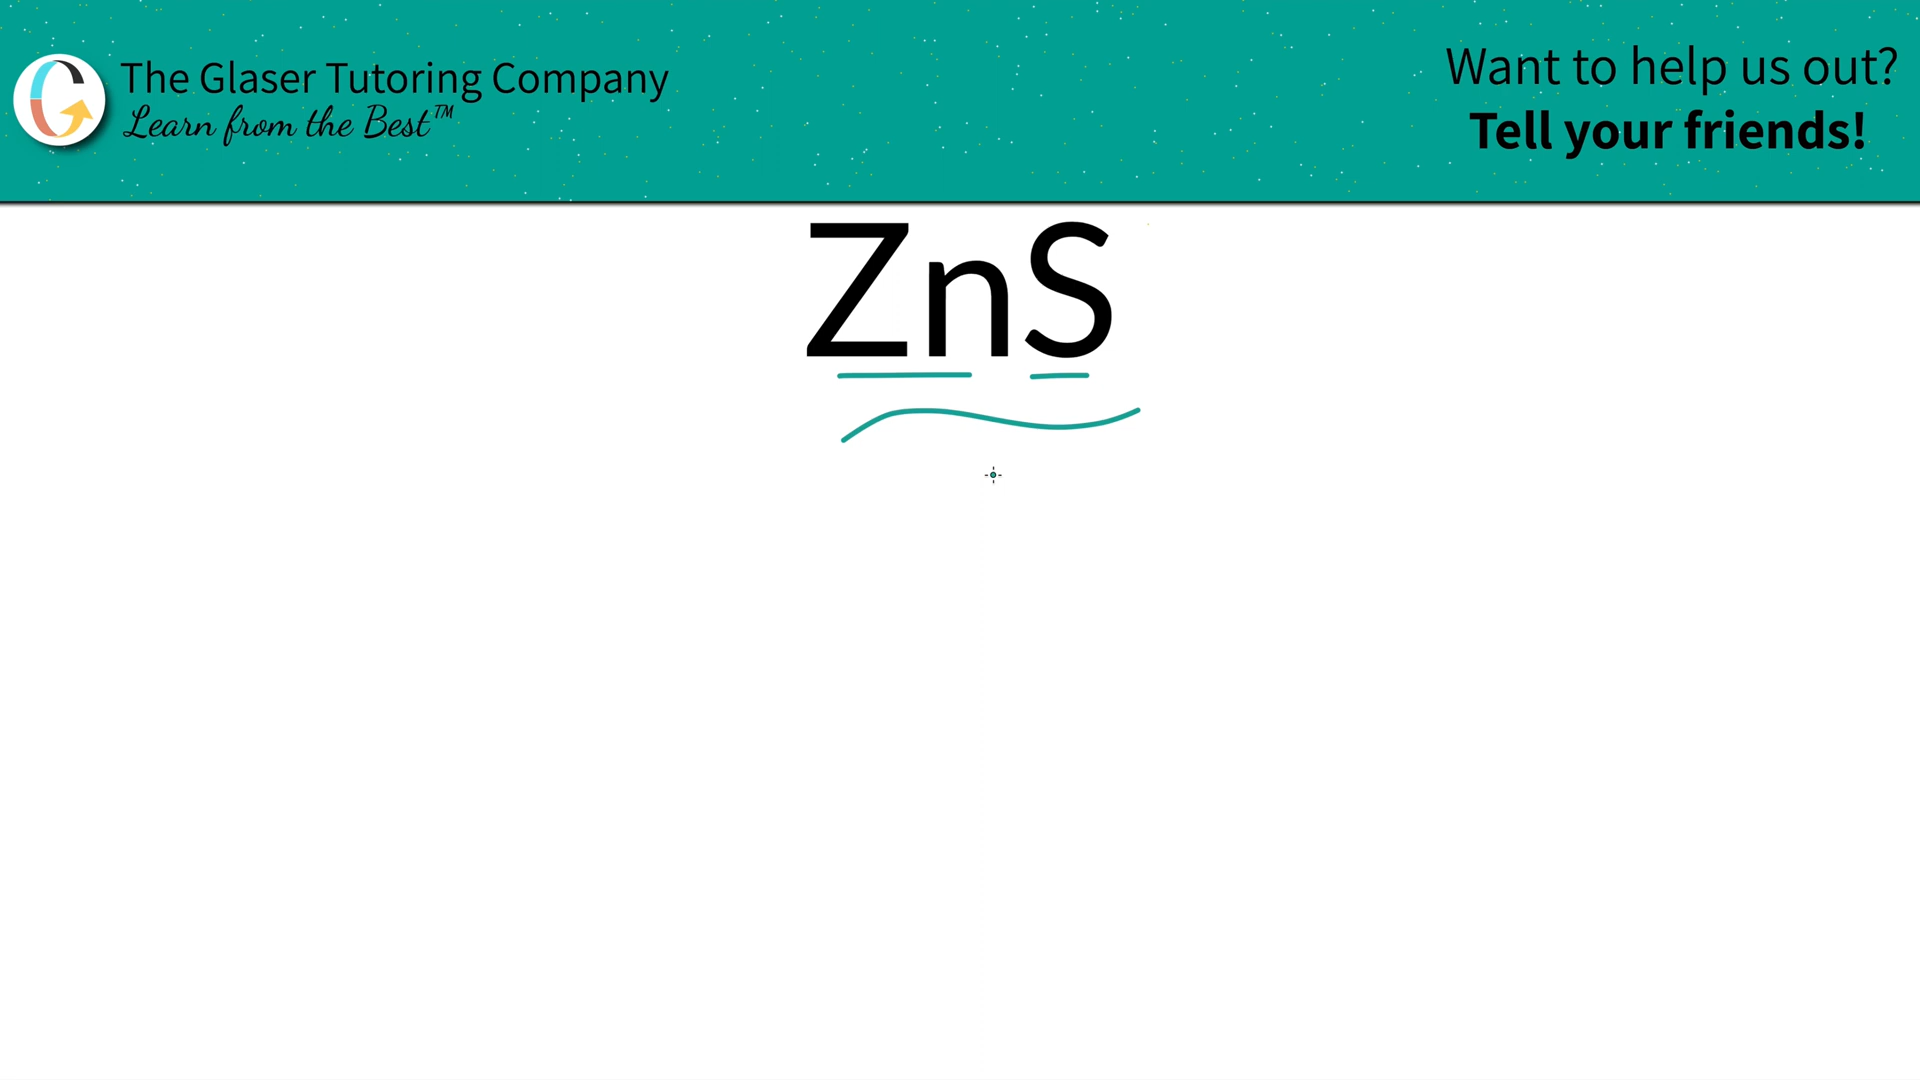 The Glaser Tutoring Company
Learn from the Best™
Want to help us out?
Tell your friends!
ZnS